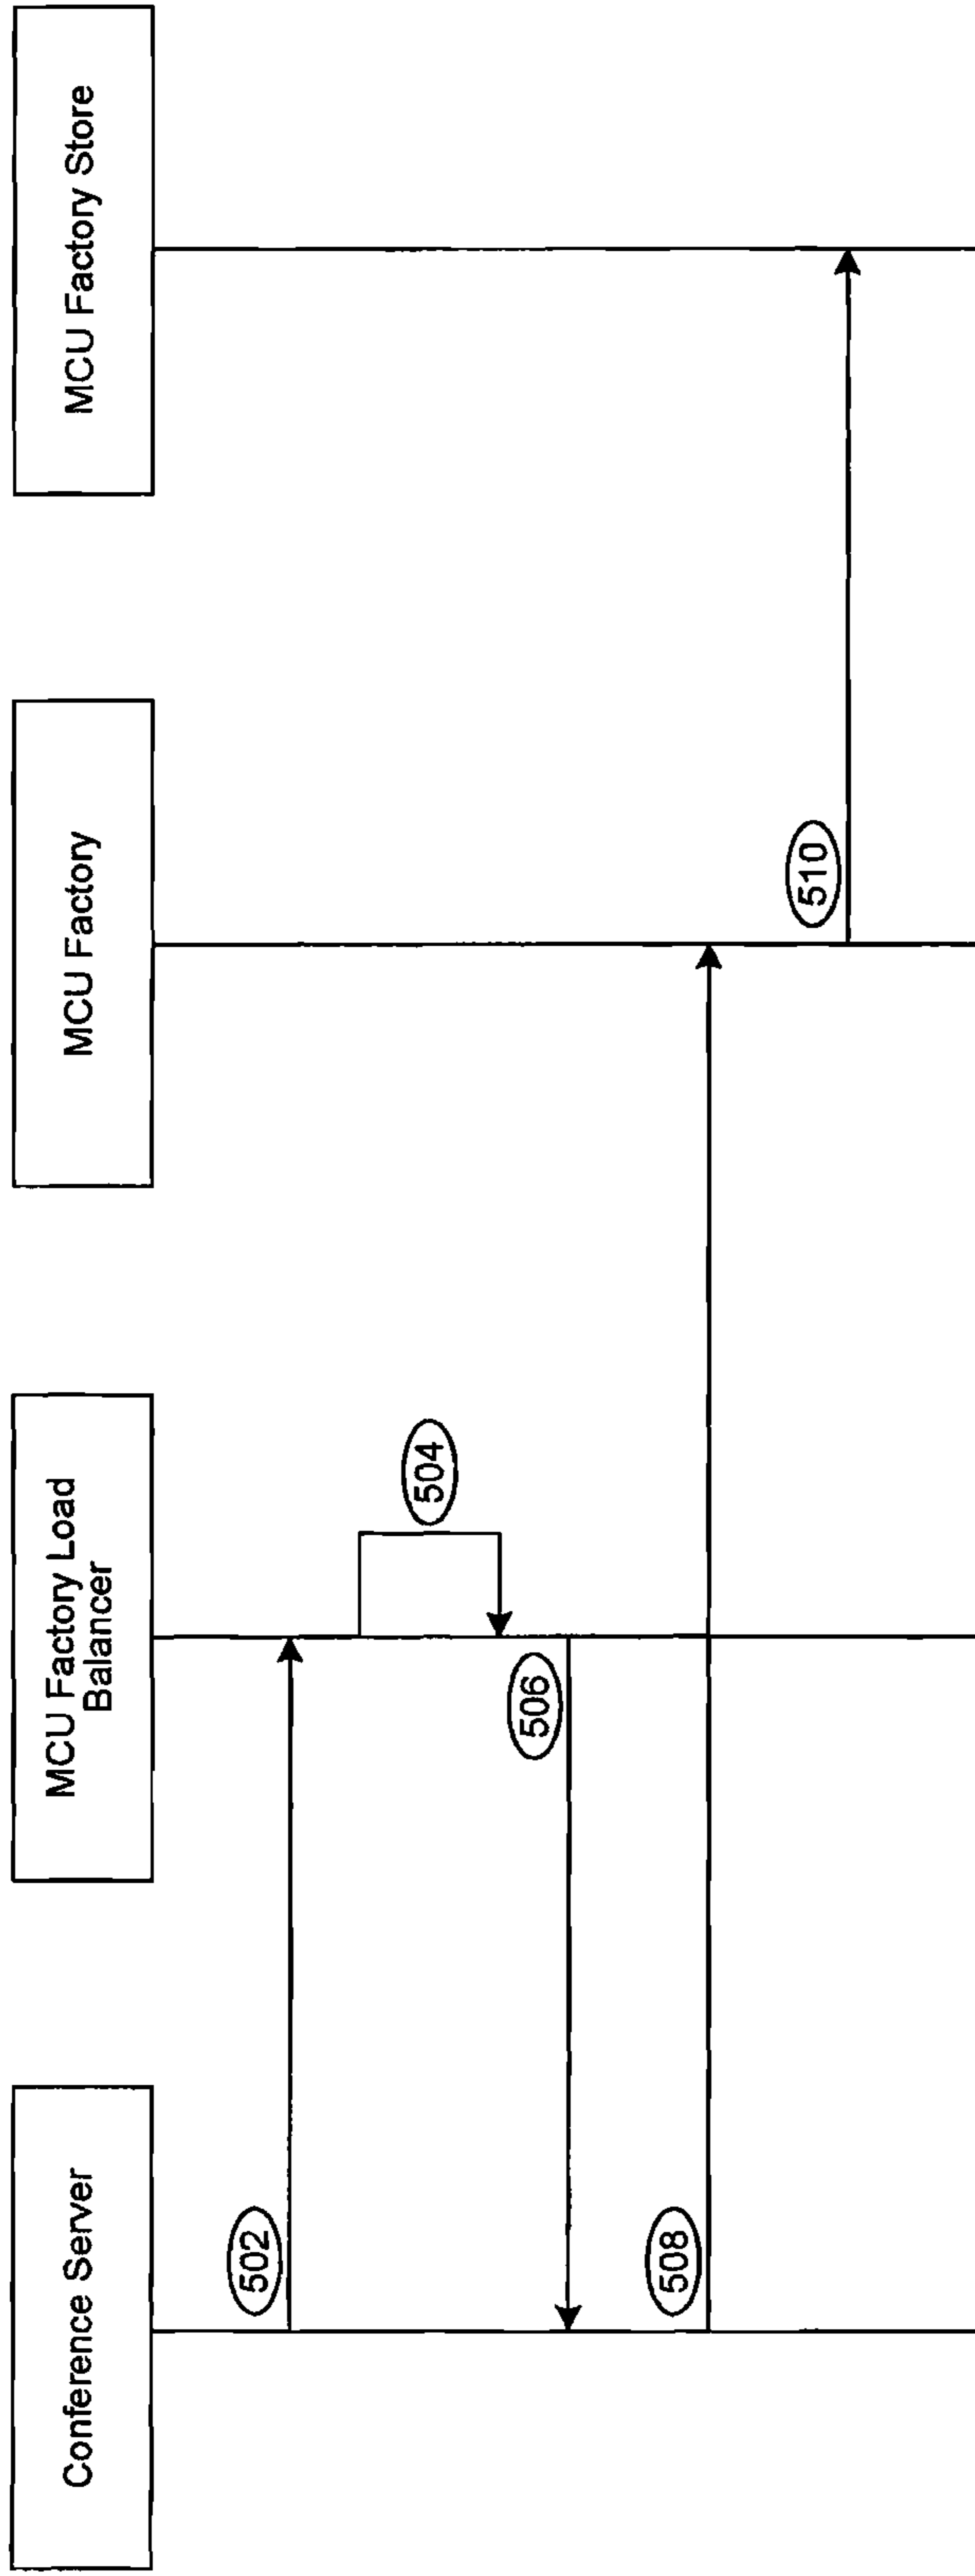 Conference Server
MCU Factory Load
Balancer
MCU Factory
MCU Factory Store
502
504
506
508
510